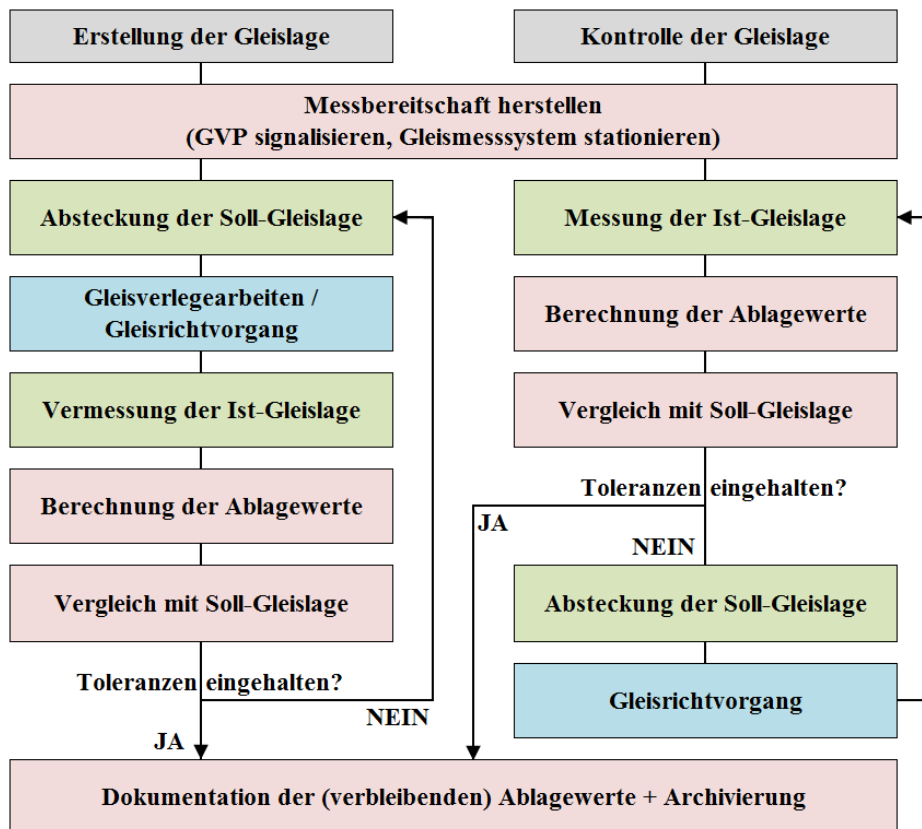 Erstellung der Gleislage
Kontrolle der Gleislage
Messbereitschaft herstellen
(GVP signalisieren, Gleismesssystem stationieren)
Absteckung der Soll-Gleislage
Gleisverlegearbeiten /
Gleisrichtvorgang
Vermessung der Ist-Gleislage
Berechnung der Ablagewerte
Vergleich mit Soll-Gleislage
Toleranzen eingehalten?
NEIN
JA
Messung der Ist-Gleislage
Berechnung der Ablagewerte
Vergleich mit Soll-Gleislage
Toleranzen eingehalten?
JA
NEIN
Absteckung der Soll-Gleislage
Gleisrichtvorgang
Dokumentation der (verbleibenden) Ablagewerte + Archivierung